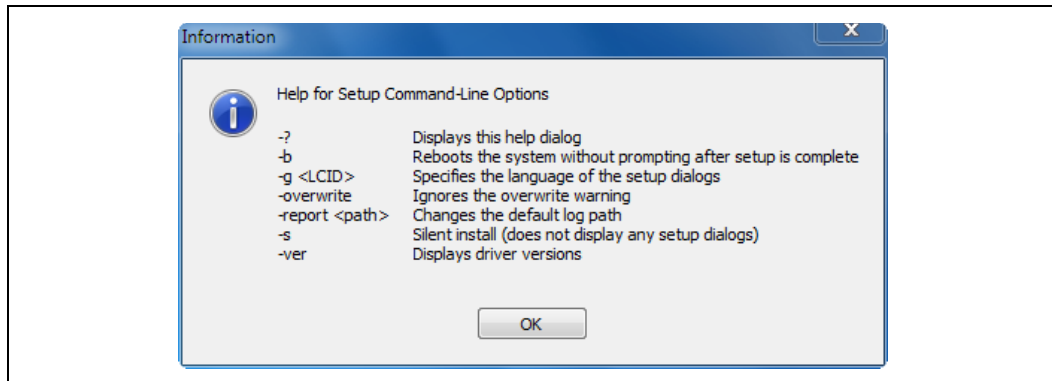 Information
X
Help for Setup Command-Line Options
-? Displays this help dialog
-b Reboots the system without prompting after setup is complete
-g <LCID> Specifies the language of the setup dialogs
-overwrite Ignores the overwrite warning
-report <path> Changes the default log path
-s Silent install (does not display any setup dialogs)
-ver Displays driver versions
OK